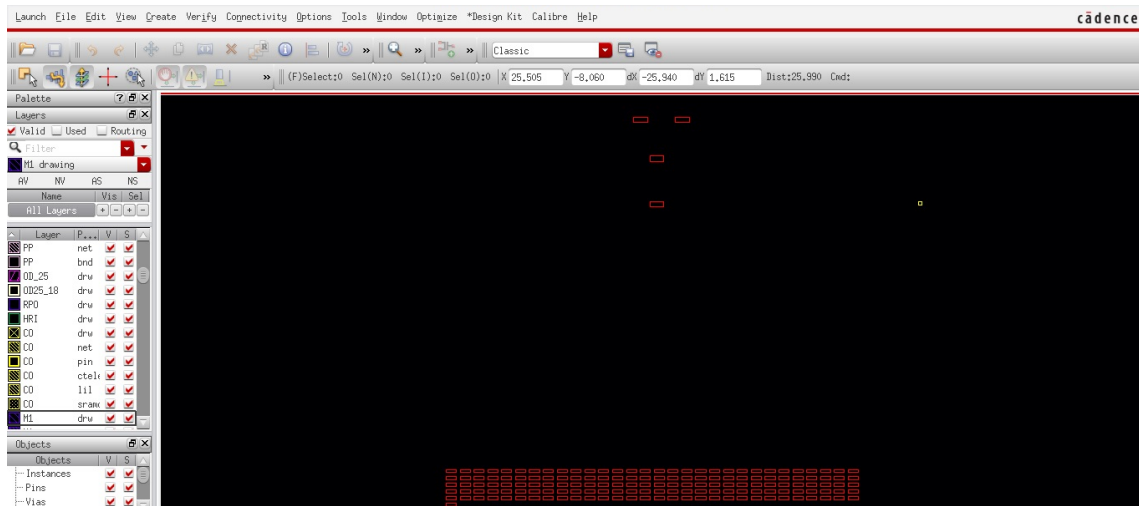 Launch File Edit View Create Verify Connectivity Options Tools Window Optimize *Design Kit Calibre Help
cādence
» » » Classic
» (F)Select:0 Sel(N):0 Sel(I):0 Sel(O):0 X 25.505 Y -8.060 dX -25.940 dY 1.615 Dist:25.990 Cmd:
Palette
Layers
Valid Used Routing
Filter
M1 drawing
AV NV AS NS
Name Vis Sel
All Layers + - + -
Layer P... V S
PP net
PP bnd
OD_25 drw
OD25_18 drw
RPO drw
HRI drw
CO drw
CO net
CO pin
CO ctel
CO lil
CO sram
M1 drw
Objects
Objects V S
Instances
Pins
Vias